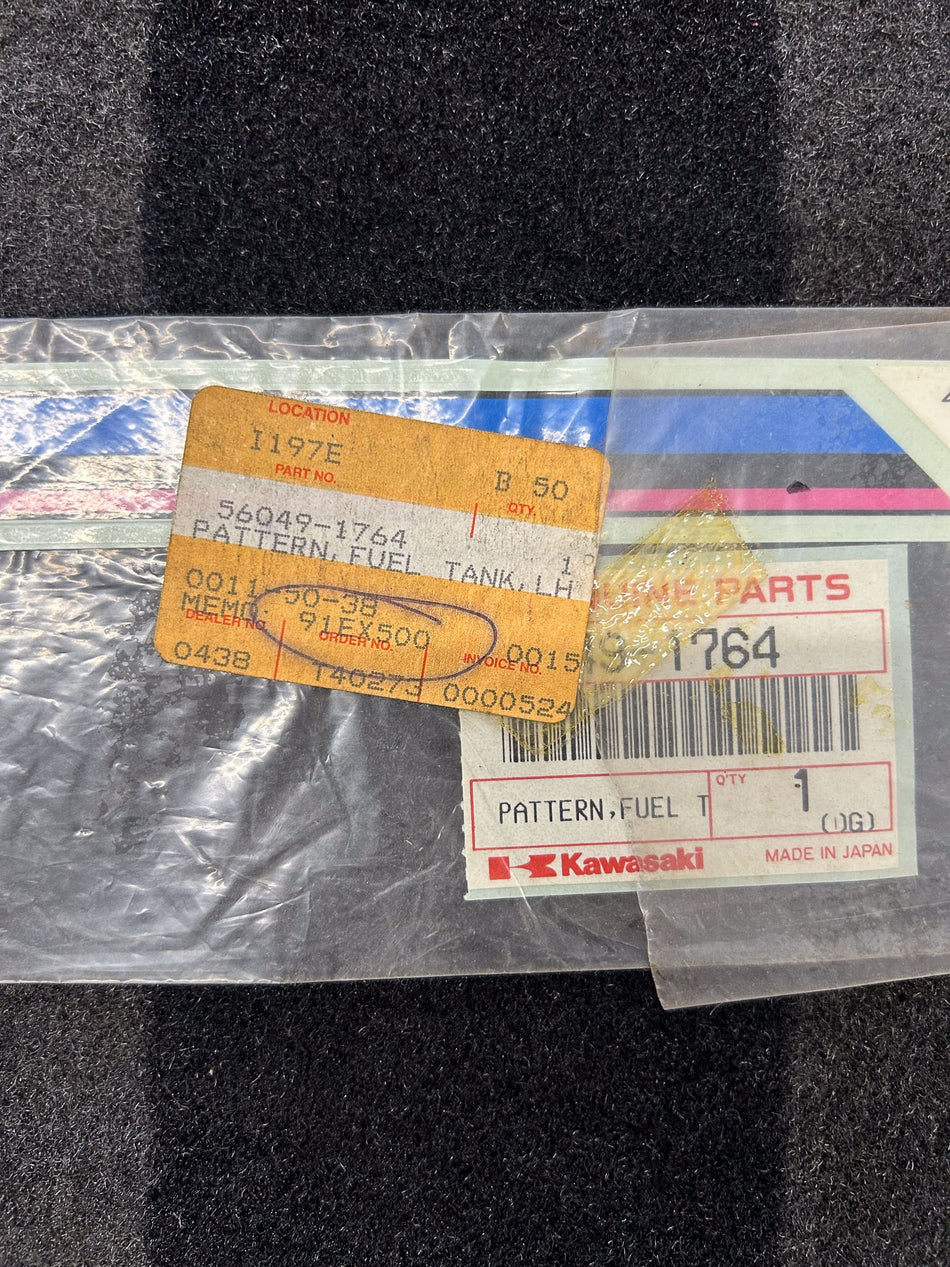 LOCATION
I197E
B 50
PART NO.
QTY.
56049-1764
1
PATTERN,FUEL TANK,LH
0011 90-38
MEMO. 91EX500
DEALER NO.
ORDER NO.
INVOICE NO.
0015
0438
T40273
0000524
PARTS
1764
PATTERN,FUEL T
Q'TY
1
Kawasaki
MADE IN JAPAN